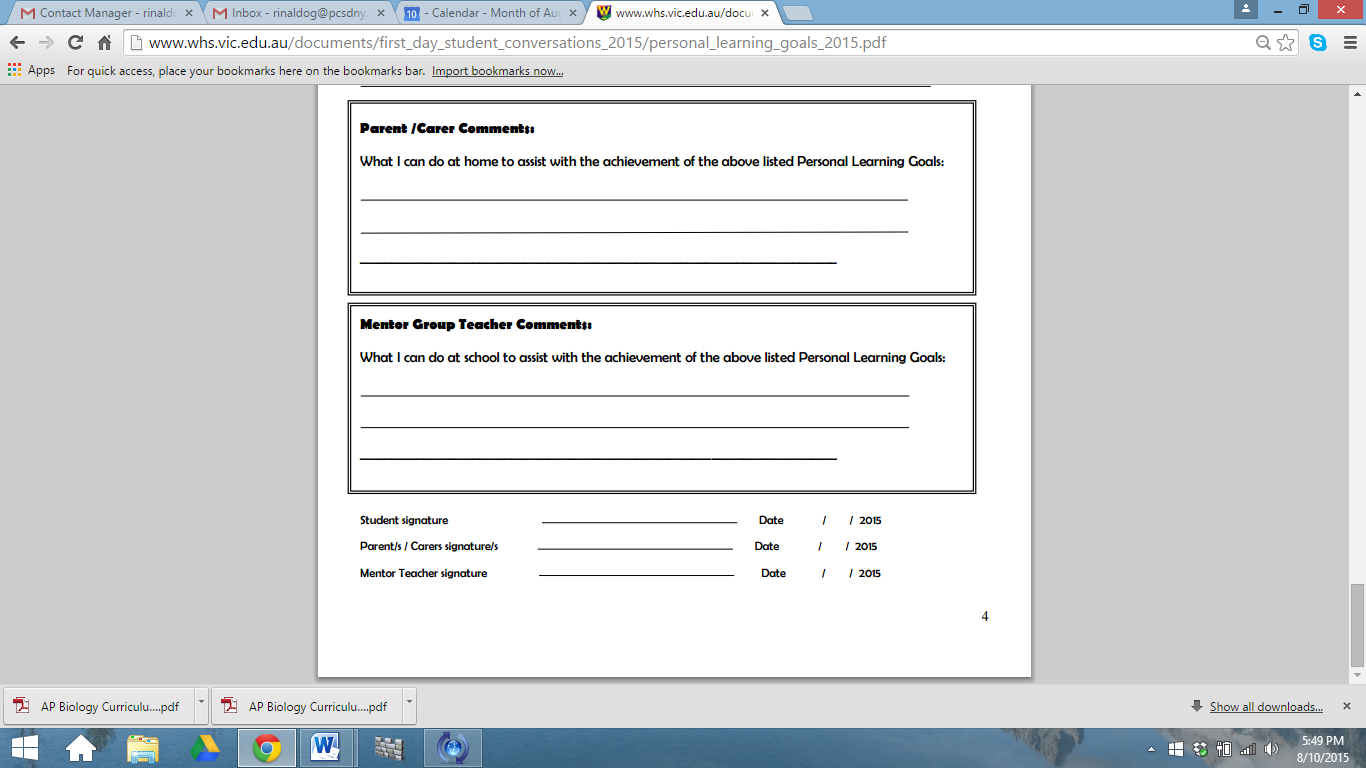 Contact Manager - rinaldo
Inbox - rinaldog@pcsdny.
10 - Calendar - Month of Aug
www.whs.vic.edu.au/docu
www.whs.vic.edu.au/documents/first_day_student_conversations_2015/personal_learning_goals_2015.pdf
Apps For quick access, place your bookmarks here on the bookmarks bar. Import bookmarks now...
Parent /Carer Comments:
What I can do at home to assist with the achievement of the above listed Personal Learning Goals:
Mentor Group Teacher Comments:
What I can do at school to assist with the achievement of the above listed Personal Learning Goals:
Student signature Date / / 2015
Parent/s / Carers signature/s Date / / 2015
Mentor Teacher signature Date / / 2015
4
AP Biology Curriculu....pdf
AP Biology Curriculu....pdf
Show all downloads...
5:49 PM
8/10/2015